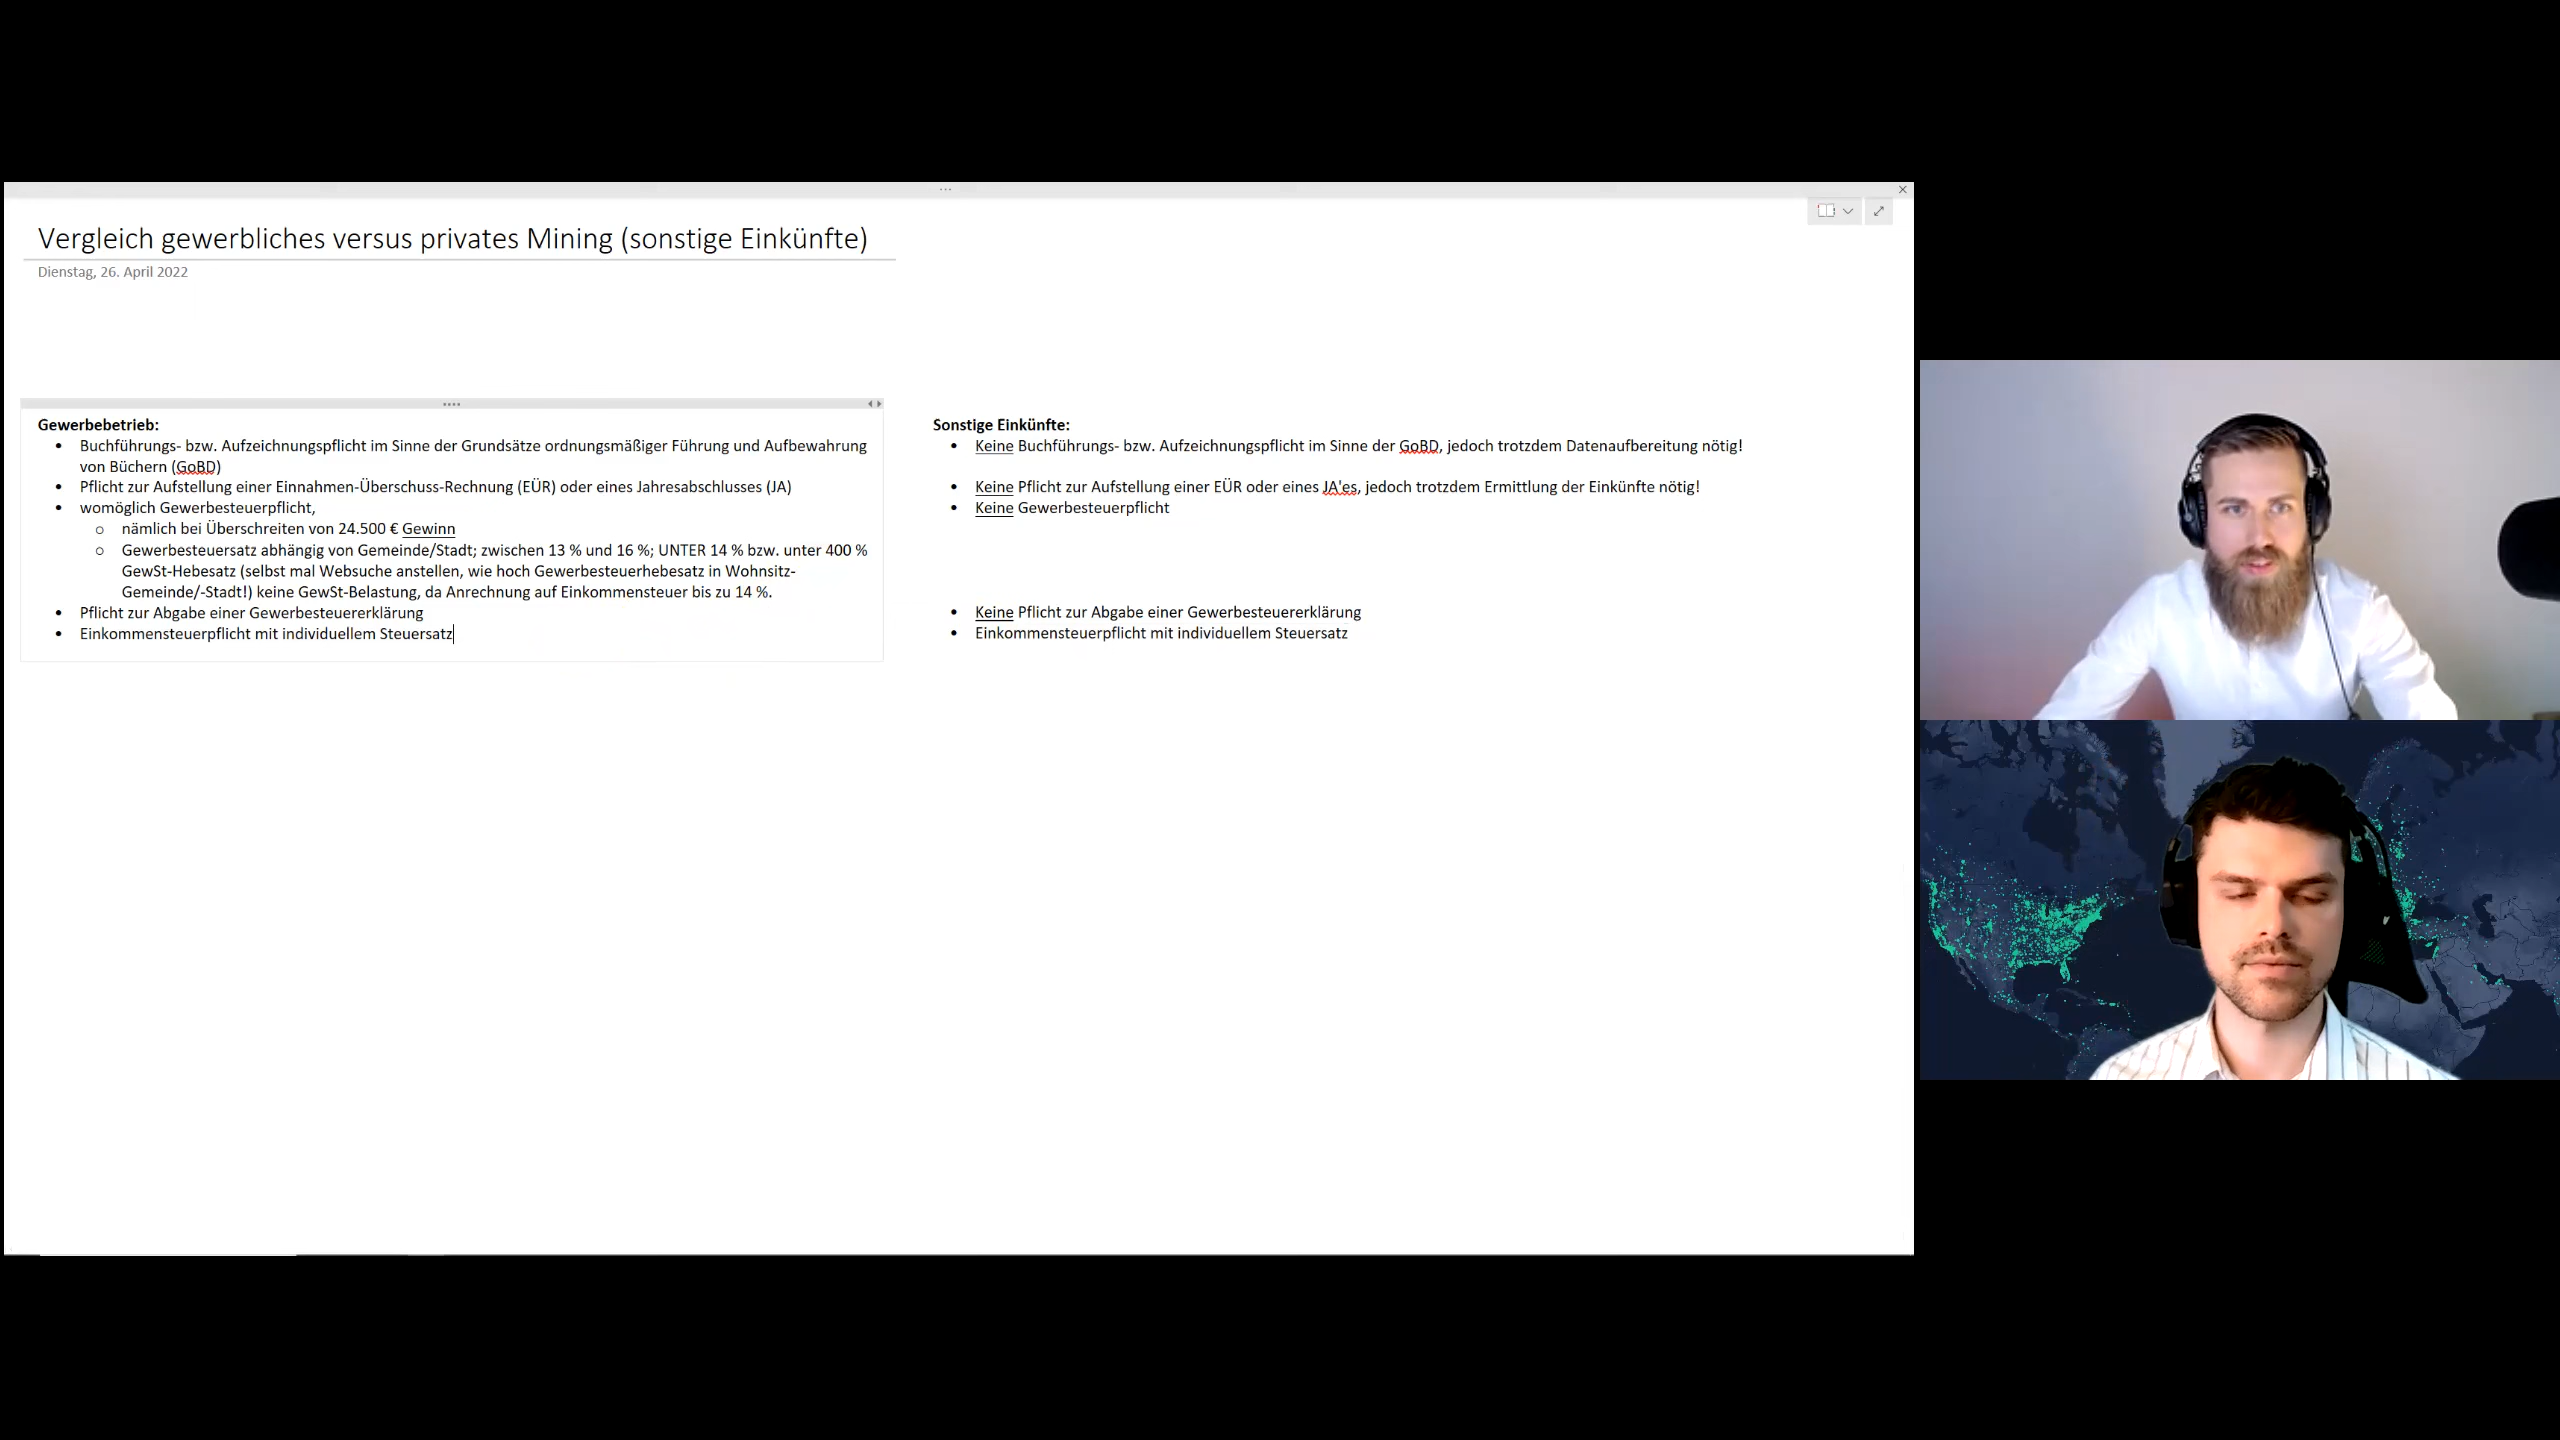 Vergleich gewerbliches versus privates Mining (sonstige Einkünfte)
Dienstag, 26. April 2022
Gewerbebetrieb:
• Buchführungs- bzw. Aufzeichnungspflicht im Sinne der Grundsätze ordnungsmäßiger Führung und Aufbewahrung
von Büchern (GoBD)
• Pflicht zur Aufstellung einer Einnahmen-Überschuss-Rechnung (EÜR) oder eines Jahresabschlusses (JA)
• womöglich Gewerbesteuerpflicht,
○ nämlich bei Überschreiten von 24.500 € Gewinn
○ Gewerbesteuersatz abhängig von Gemeinde/Stadt; zwischen 13 % und 16 %; UNTER 14 % bzw. unter 400 %
GewSt-Hebesatz (selbst mal Websuche anstellen, wie hoch Gewerbesteuerhebesatz in Wohnsitz-
Gemeinde/-Stadt!) keine GewSt-Belastung, da Anrechnung auf Einkommensteuer bis zu 14 %.
• Pflicht zur Abgabe einer Gewerbesteuererklärung
• Einkommensteuerpflicht mit individuellem Steuersatz
Sonstige Einkünfte:
• Keine Buchführungs- bzw. Aufzeichnungspflicht im Sinne der GoBD, jedoch trotzdem Datenaufbereitung nötig!
• Keine Pflicht zur Aufstellung einer EÜR oder eines JA'es, jedoch trotzdem Ermittlung der Einkünfte nötig!
• Keine Gewerbesteuerpflicht
• Keine Pflicht zur Abgabe einer Gewerbesteuererklärung
• Einkommensteuerpflicht mit individuellem Steuersatz